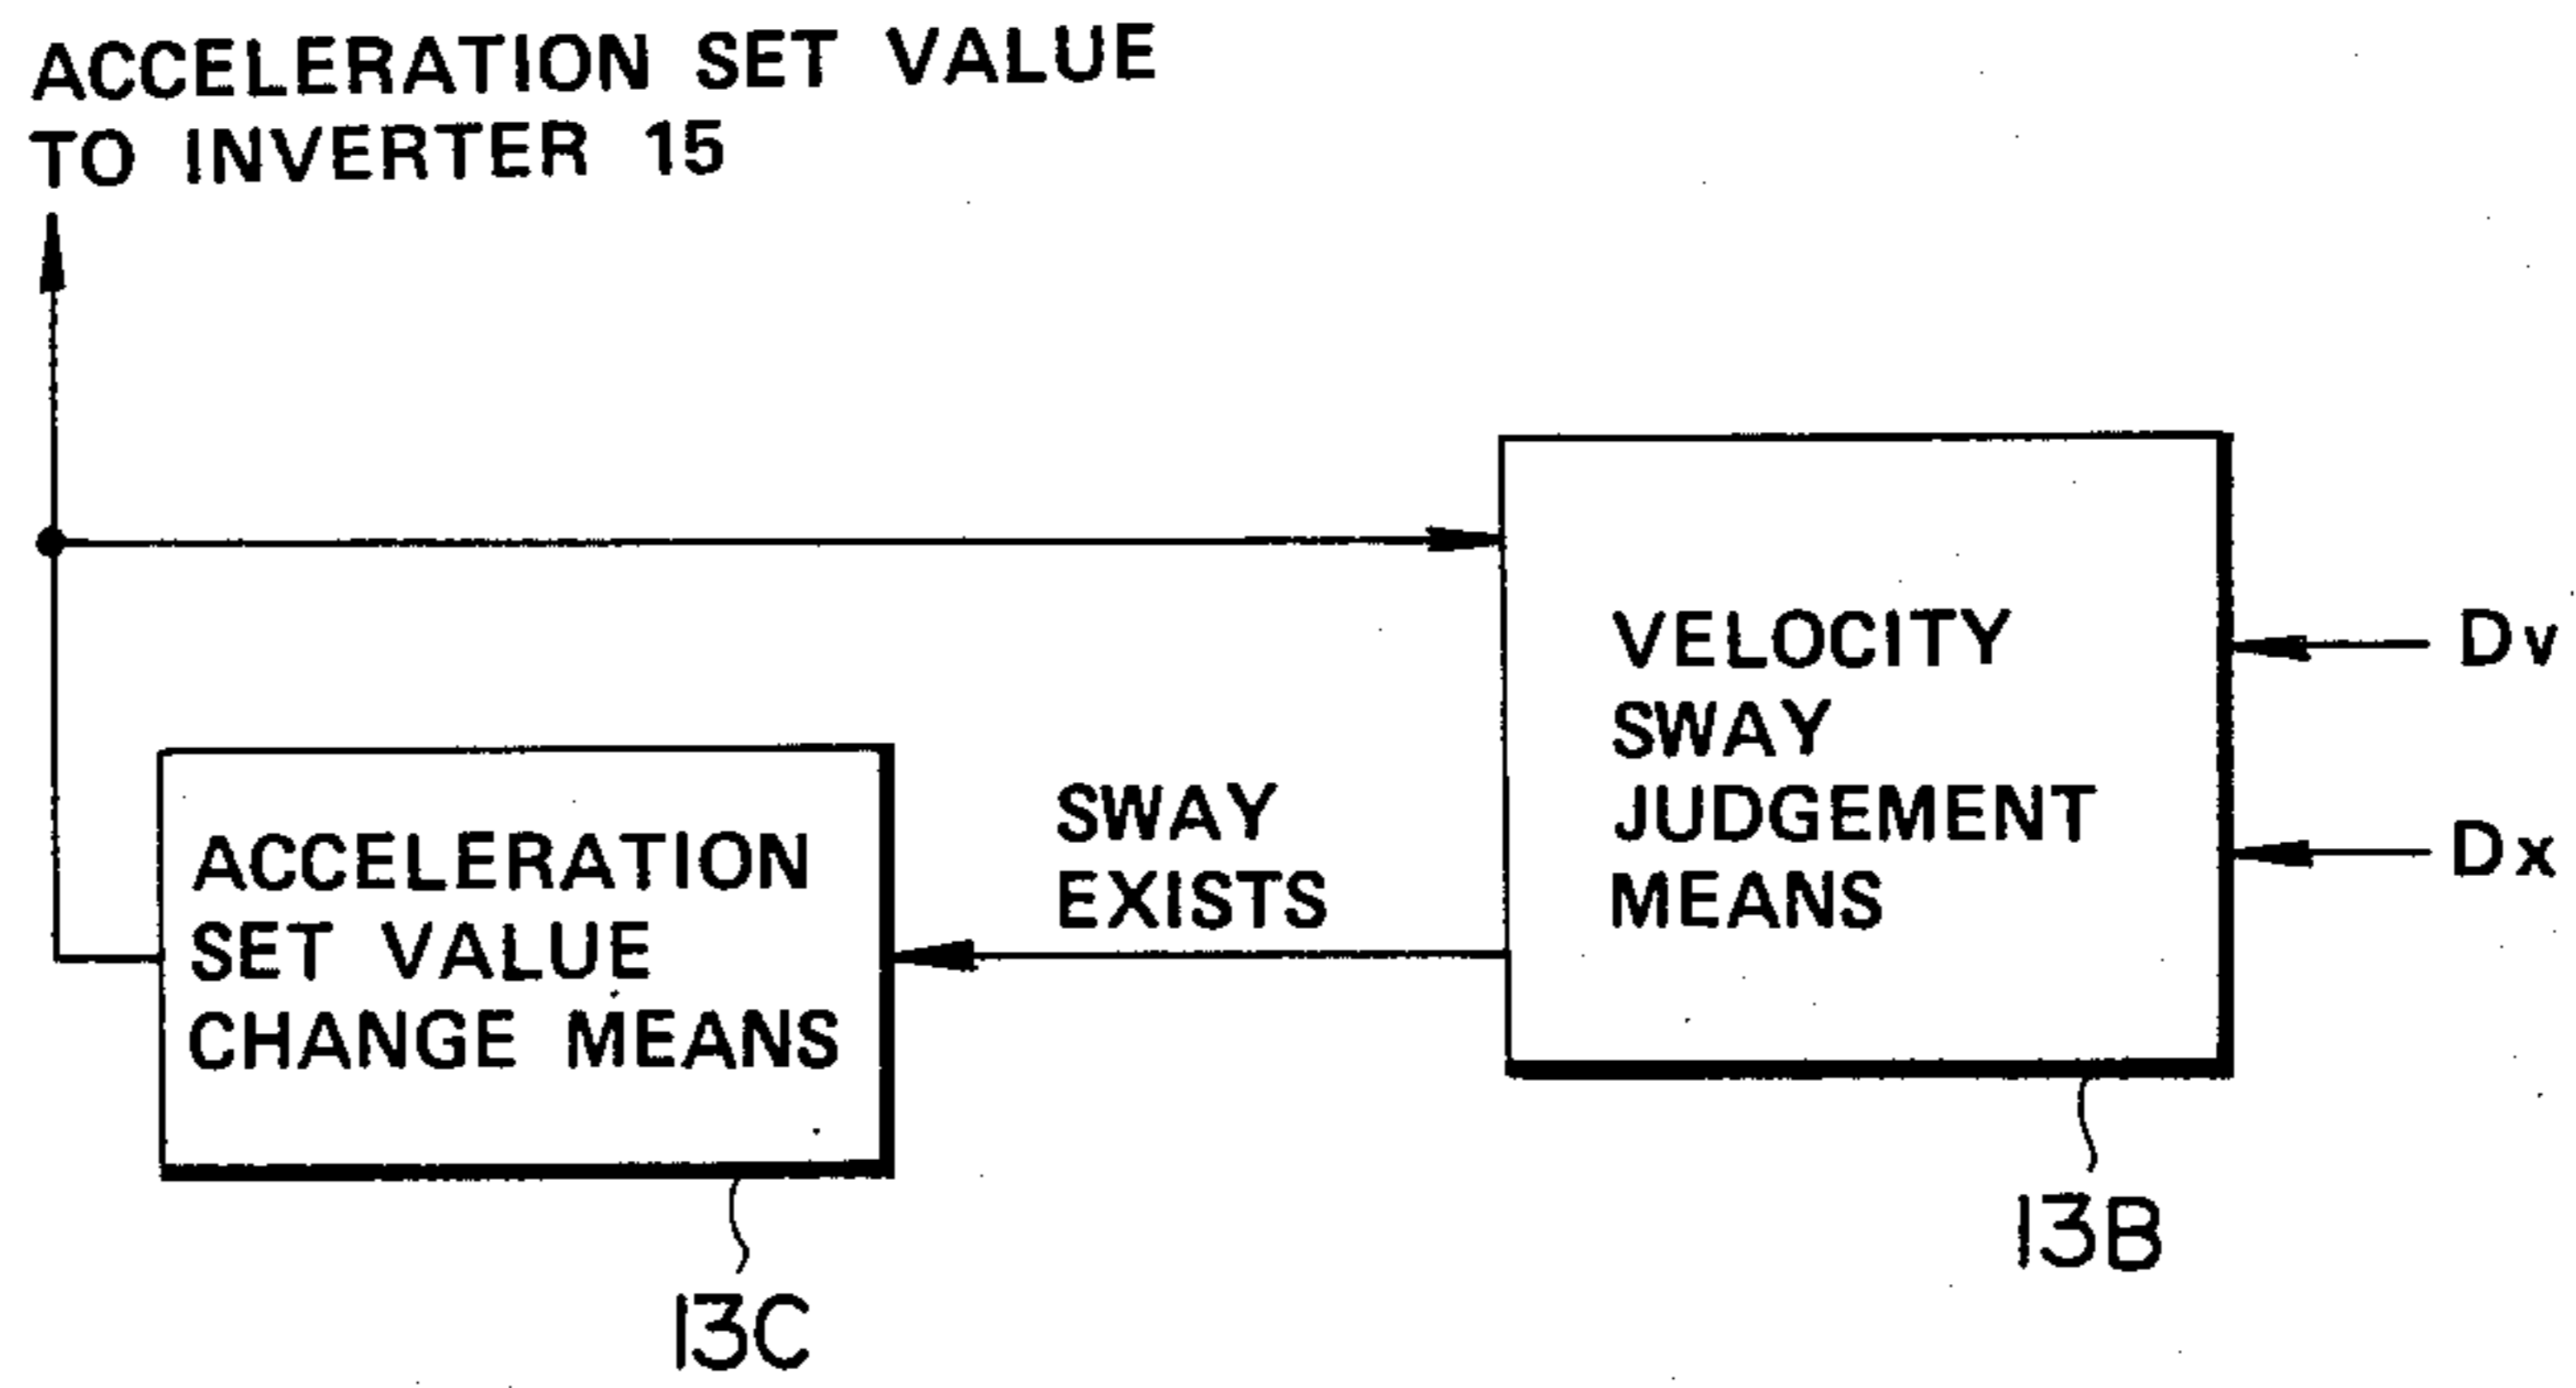 ACCELERATION SET VALUE
TO INVERTER 15
VELOCITY
SWAY
JUDGEMENT
MEANS
Dv
Dx
SWAY
EXISTS
ACCELERATION
SET VALUE
CHANGE MEANS
13B
13C